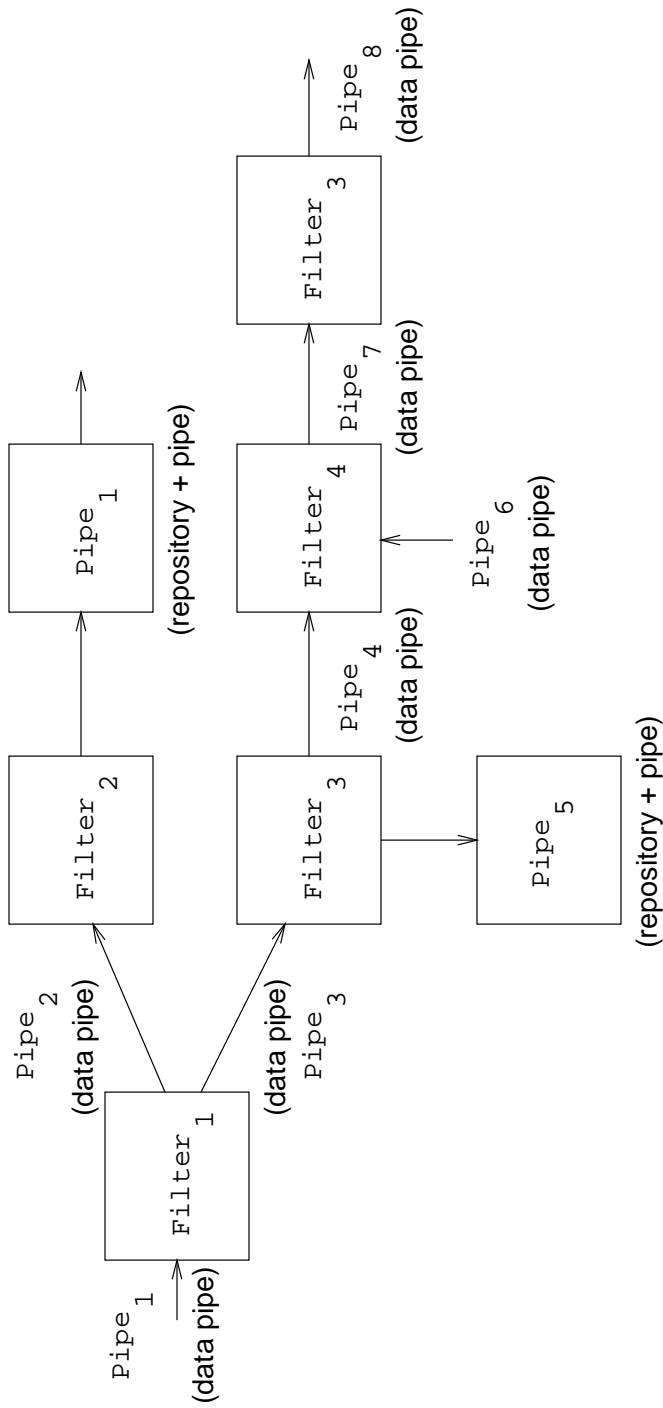 Pipe 1
(data pipe)
Filter 1
Pipe 2
(data pipe)
(data pipe)
Pipe 3
Filter 2
Filter 3
Pipe 5
(repository + pipe)
Pipe 4
(data pipe)
Pipe 1
(repository + pipe)
Filter 4
Pipe 6
(data pipe)
Pipe 7
(data pipe)
Filter 3
Pipe 8
(data pipe)